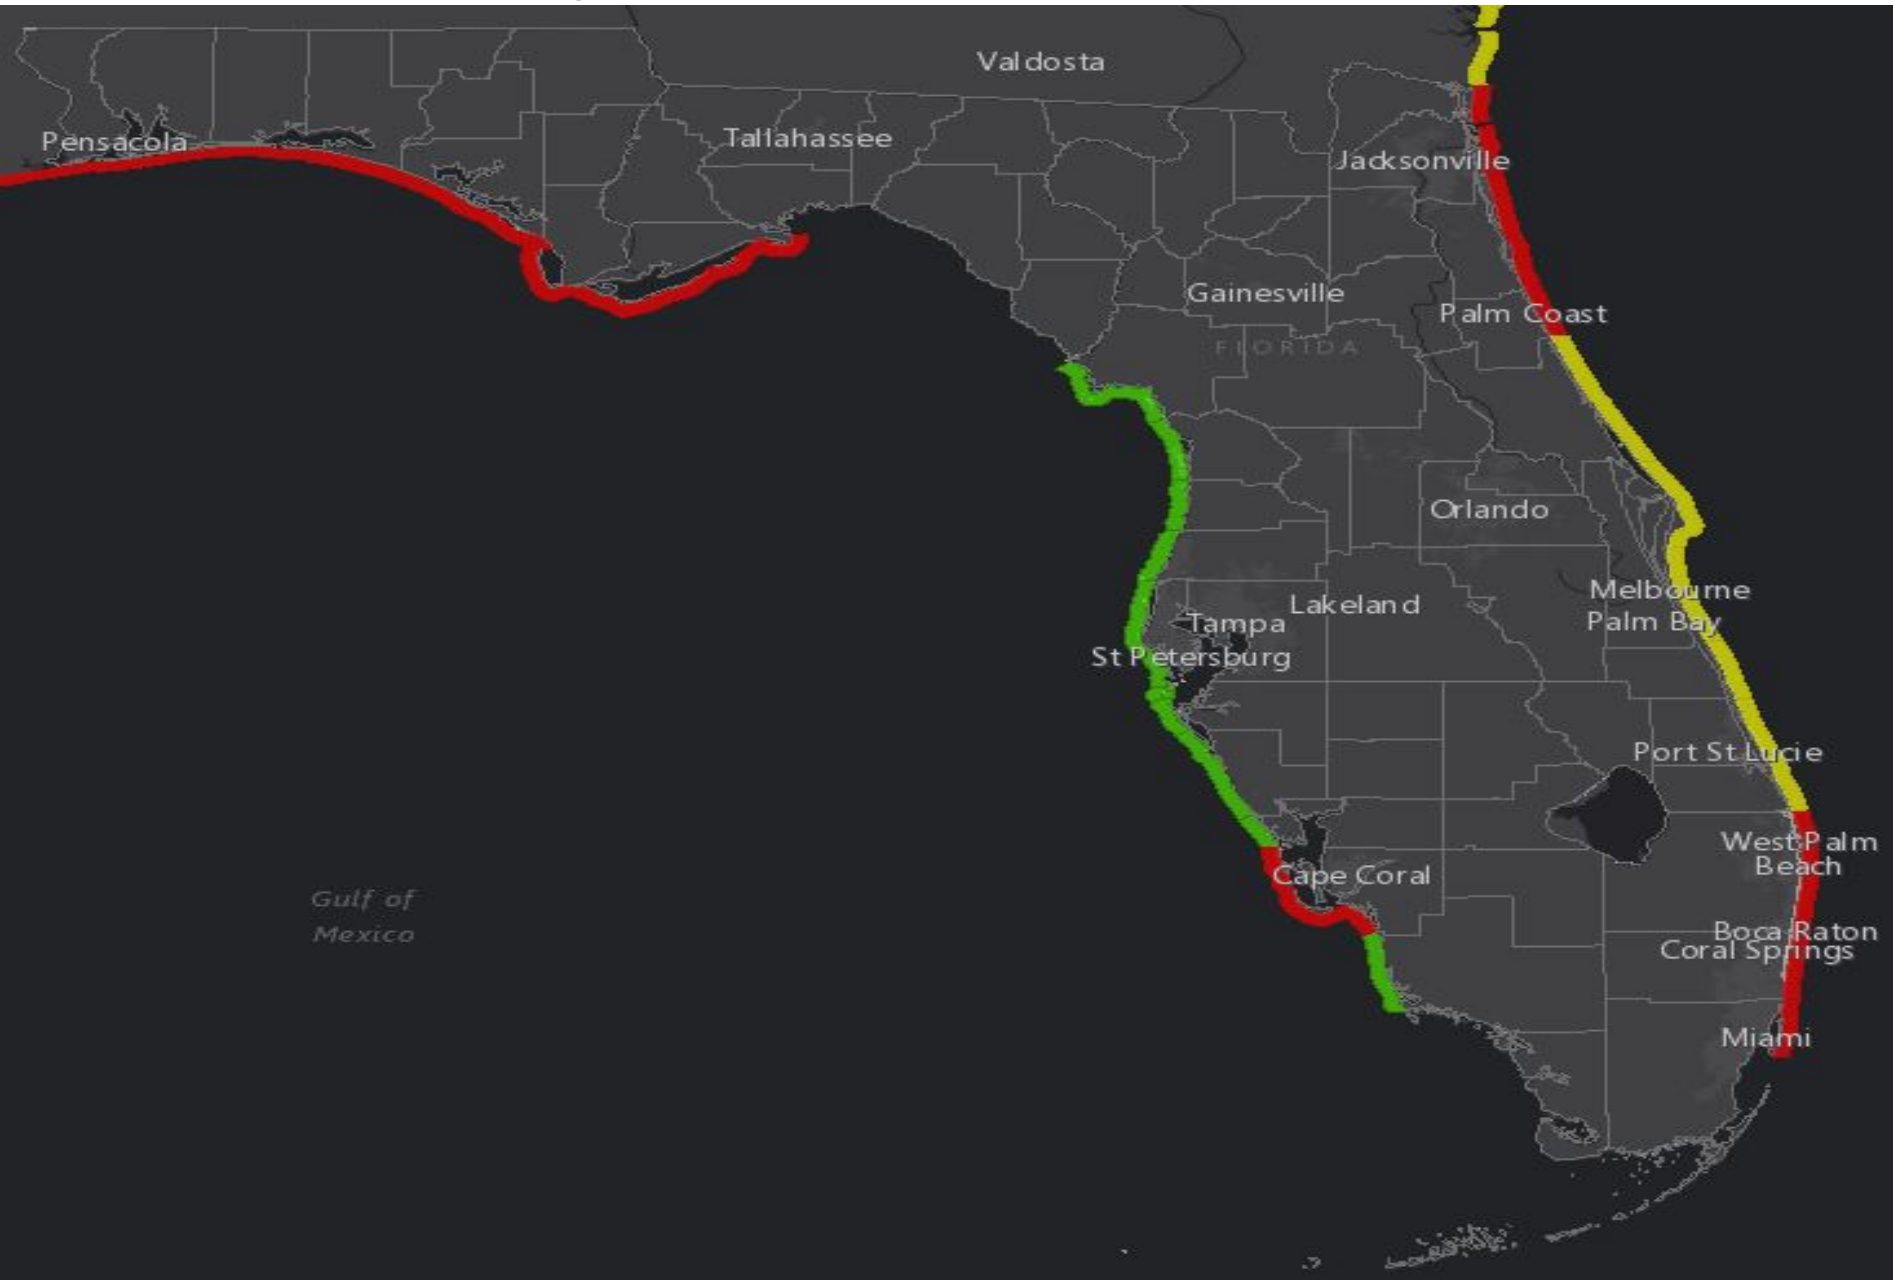 Valdosta
Pensacola
Tallahassee
Jacksonville
Gainesville
Palm Coast
FLORIDA
Orlando
Melbourne
Lakeland
Palm Bay
Tampa
St Petersburg
Port St Lucie
West Palm
Beach
Cape Coral
Gulf of
Mexico
Boca Raton
Coral Springs
Miami